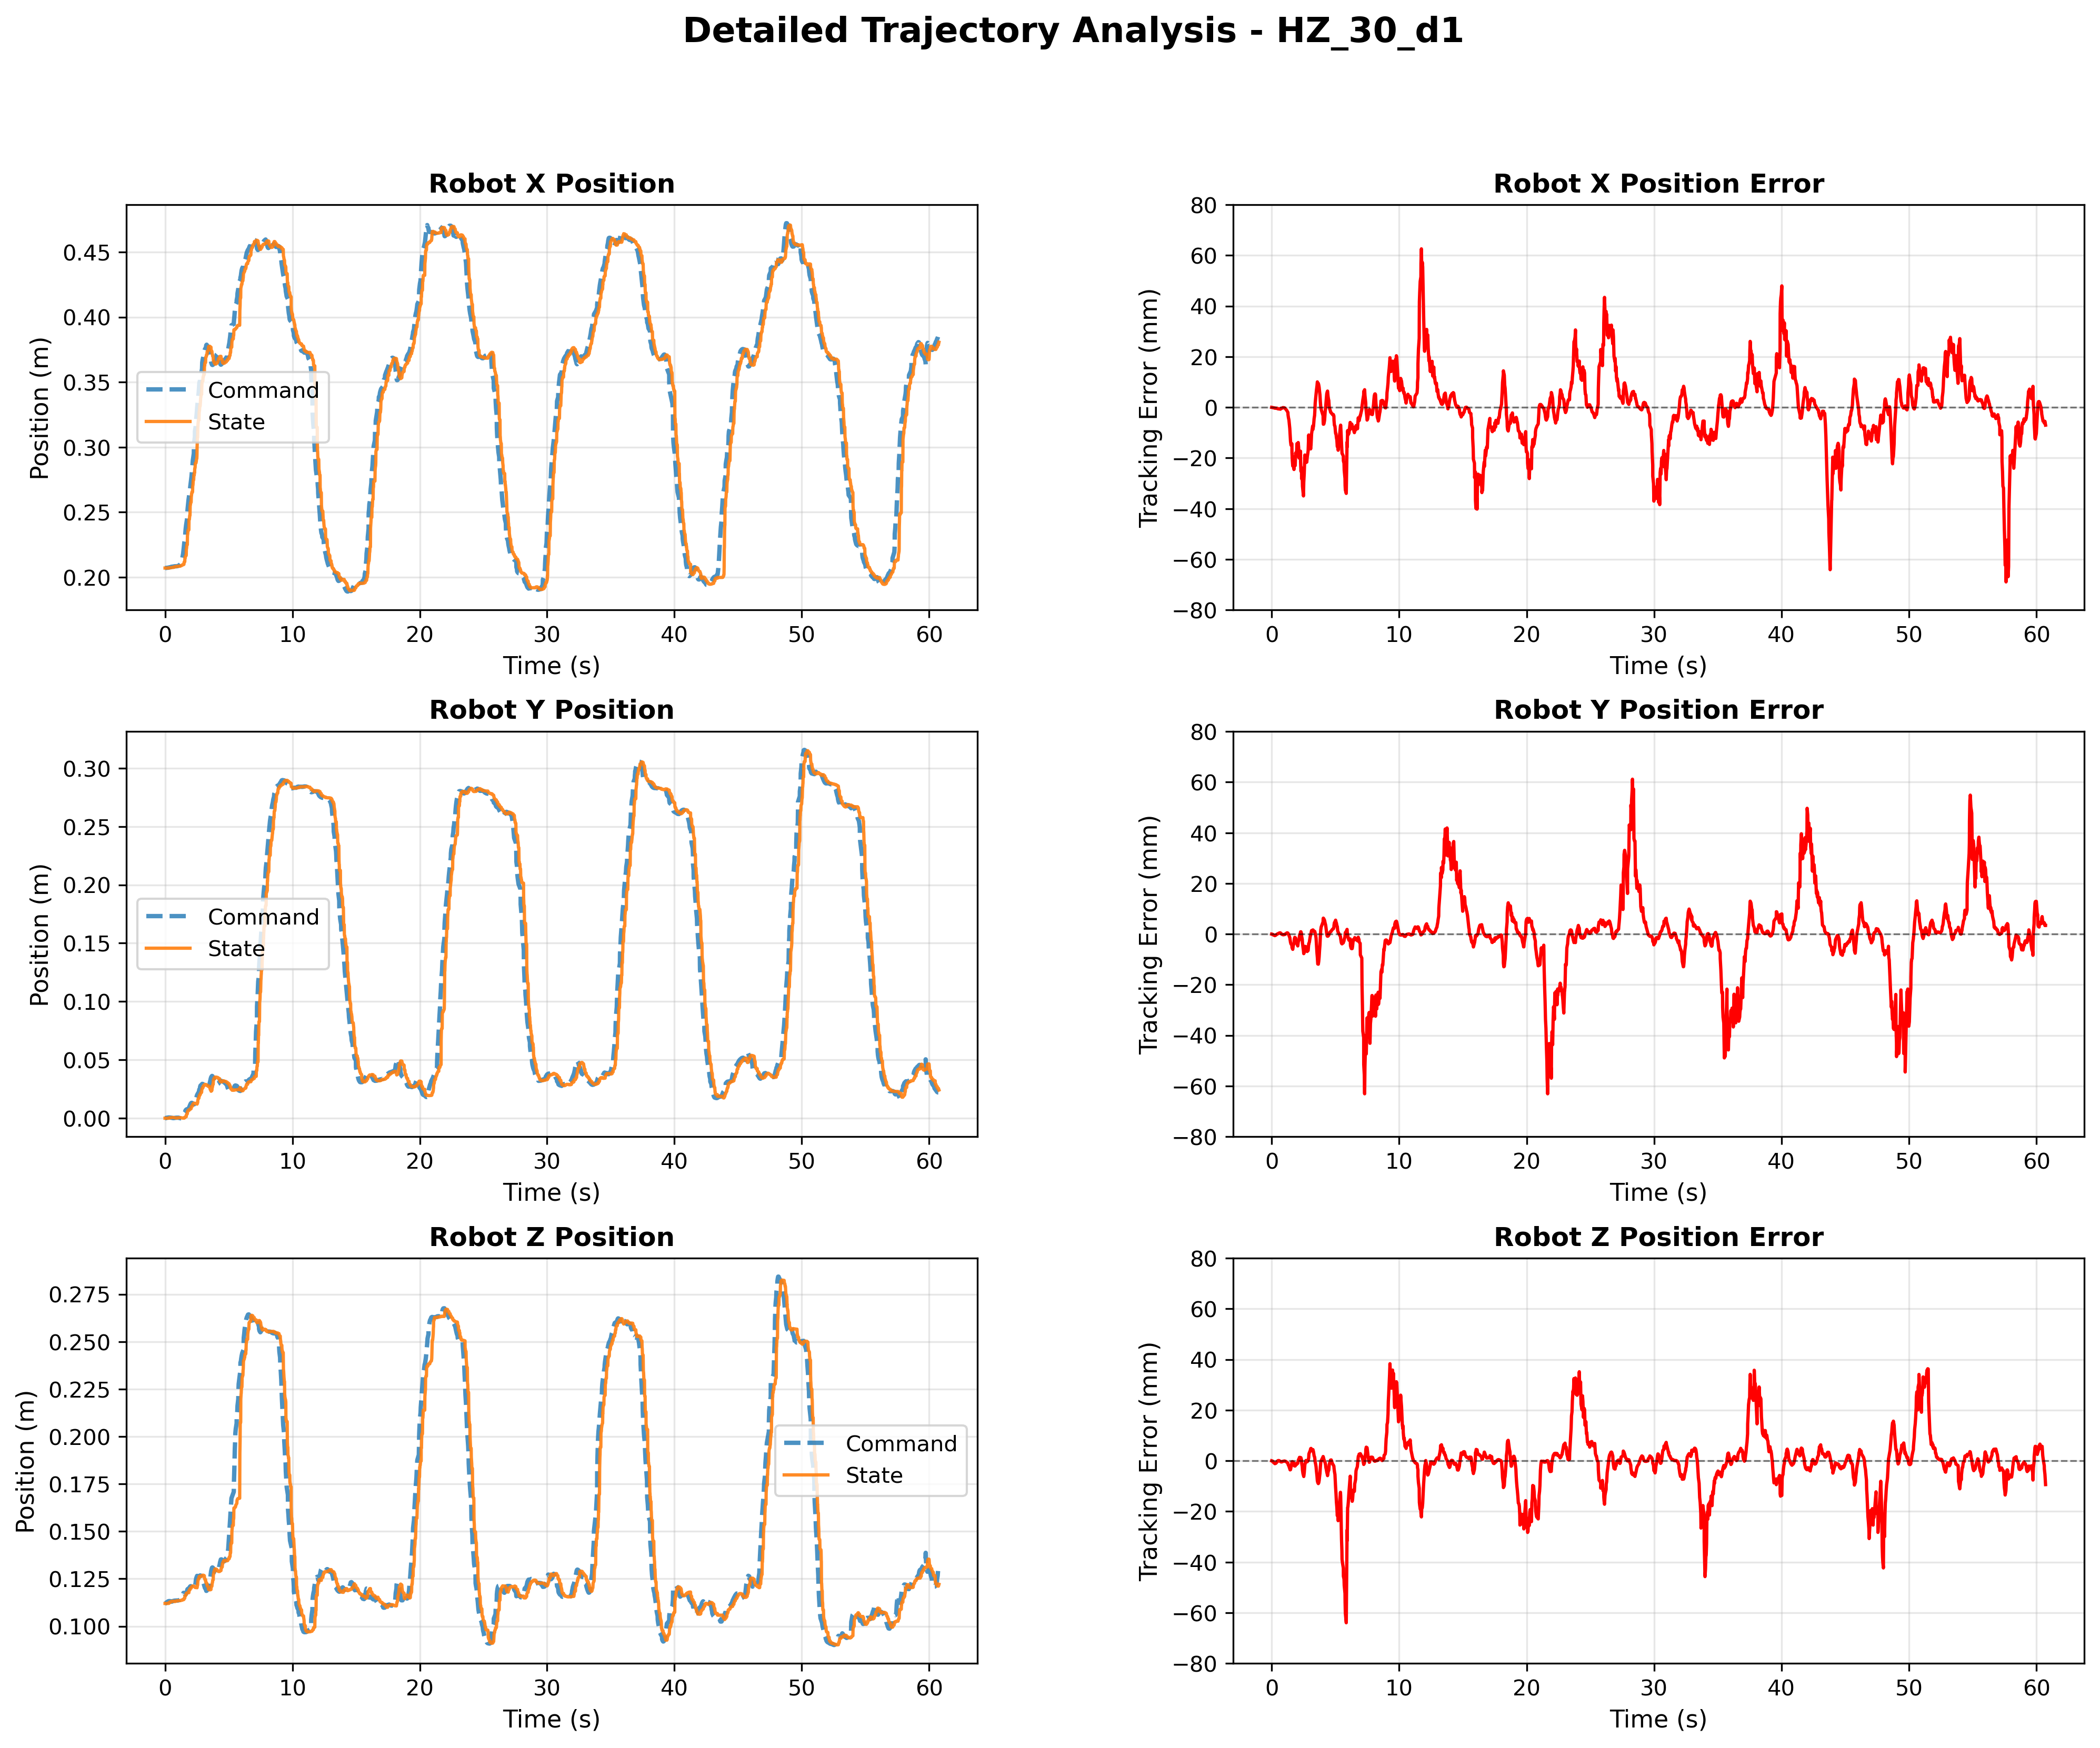 Detailed Trajectory Analysis - HZ_30_d1
Robot X Position
Position (m)
0.45
0.40
0.35
0.30
0.25
0.20
Command
State
0 10 20 30 40 50 60
Time (s)
Robot X Position Error
Tracking Error (mm)
80
60
40
20
0
−20
−40
−60
−80
0 10 20 30 40 50 60
Time (s)
Robot Y Position
Position (m)
0.30
0.25
0.20
0.15
0.10
0.05
0.00
Command
State
0 10 20 30 40 50 60
Time (s)
Robot Y Position Error
Tracking Error (mm)
80
60
40
20
0
−20
−40
−60
−80
0 10 20 30 40 50 60
Time (s)
Robot Z Position
Position (m)
0.275
0.250
0.225
0.200
0.175
0.150
0.125
0.100
Command
State
0 10 20 30 40 50 60
Time (s)
Robot Z Position Error
Tracking Error (mm)
80
60
40
20
0
−20
−40
−60
−80
0 10 20 30 40 50 60
Time (s)